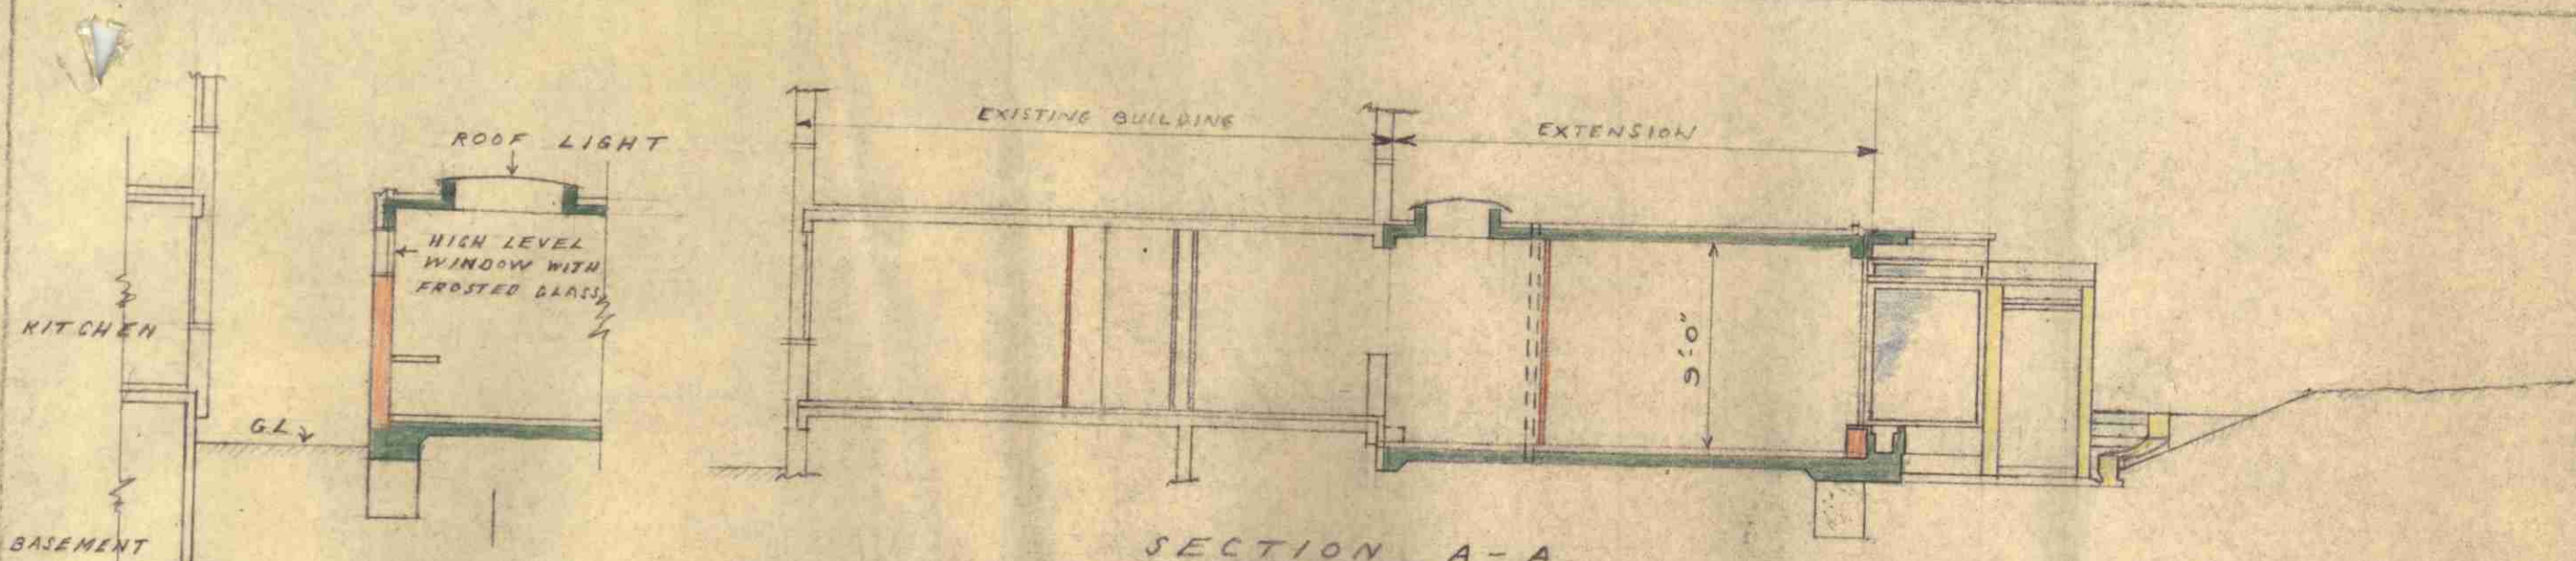 ROOF LIGHT
HIGH LEVEL
WINDOW WITH
FROSTED GLASS
KITCHEN
G.L
BASEMENT
EXISTING BUILDING
EXTENSION
9'-0"
SECTION A-A